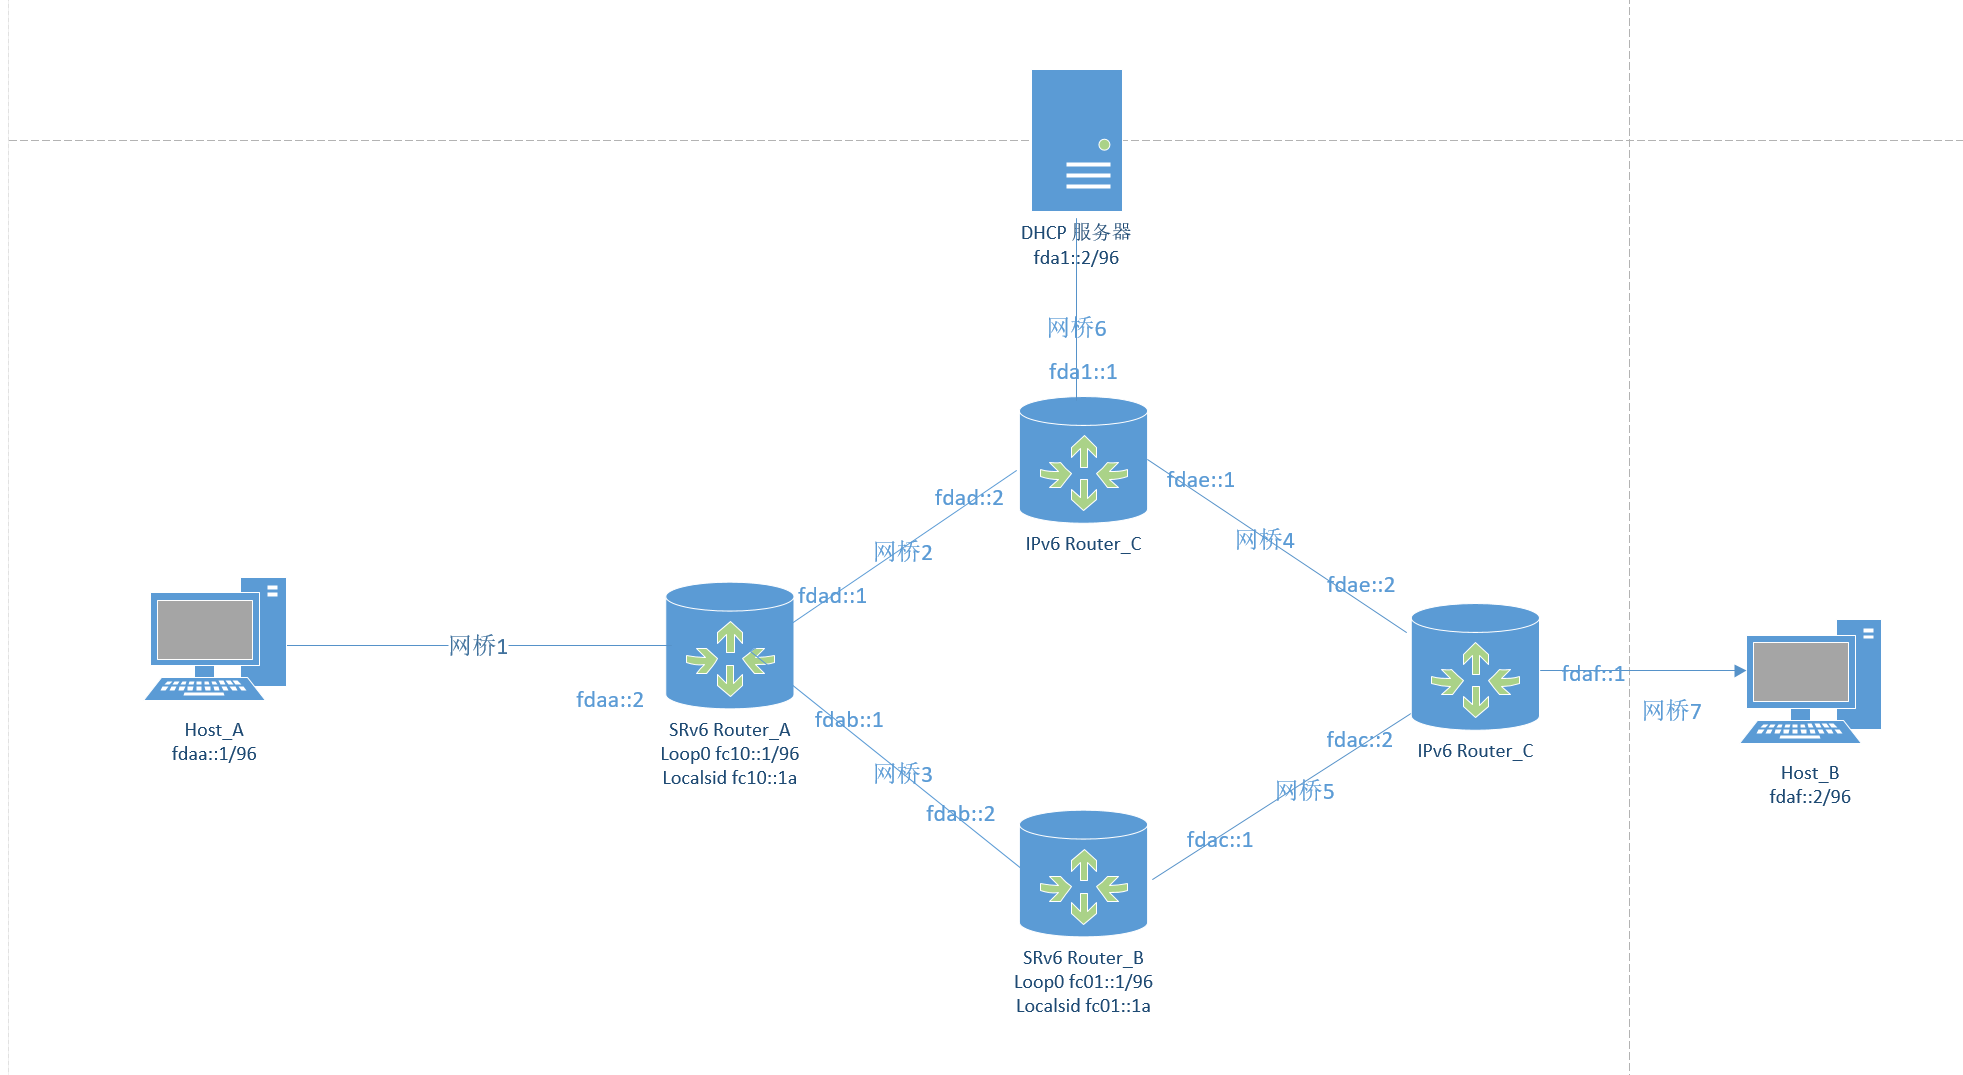 DHCP 服务器
fda1::2/96
网桥6
fda1::1
fdad::2
fdae::1
IPv6 Router_C
网桥2
网桥4
fdad::1
fdae::2
网桥1
fdaa::2
Host_A
fdaa::1/96
SRv6 Router_A
Loop0 fc10::1/96
Localsid fc10::1a
fdab::1
网桥3
fdab::2
fdac::2
IPv6 Router_C
网桥5
fdac::1
fdaf::1
网桥7
Host_B
fdaf::2/96
SRv6 Router_B
Loop0 fc01::1/96
Localsid fc01::1a